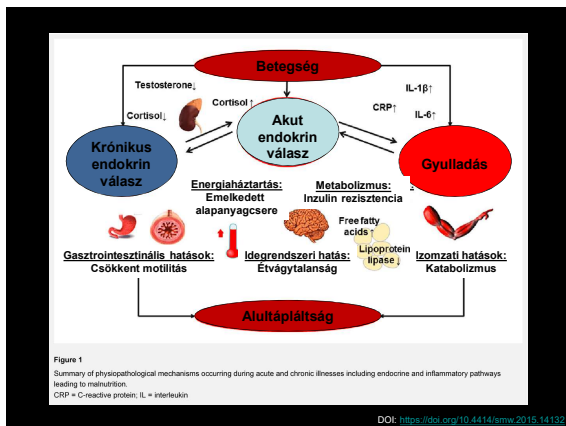 Betegség
Testosterone↓
IL-1β↑
Cortisol↑
CRP↑
Cortisol↓
IL-6↑
Akut
endokrin
válasz
Krónikus
endokrin
válasz
Gyulladás
Energiaháztartás:
Emelkedett
alapanyagcsere
Metabolizmus:
Inzulin rezisztencia
Free fatty
acids↑
Lipoprotein
lipase↓
Gasztrointesztinális hatások:
Csökkent motilitás
Idegrendszeri hatás:
Étvágytalanság
Izomzati hatások:
Katabolizmus
Alultápláltság
Figure 1
Summary of physiopathological mechanisms occurring during acute and chronic illnesses including endocrine and inflammatory pathways
leading to malnutrition.
CRP = C-reactive protein; IL = interleukin
DOI: https://doi.org/10.4414/smw.2015.14132